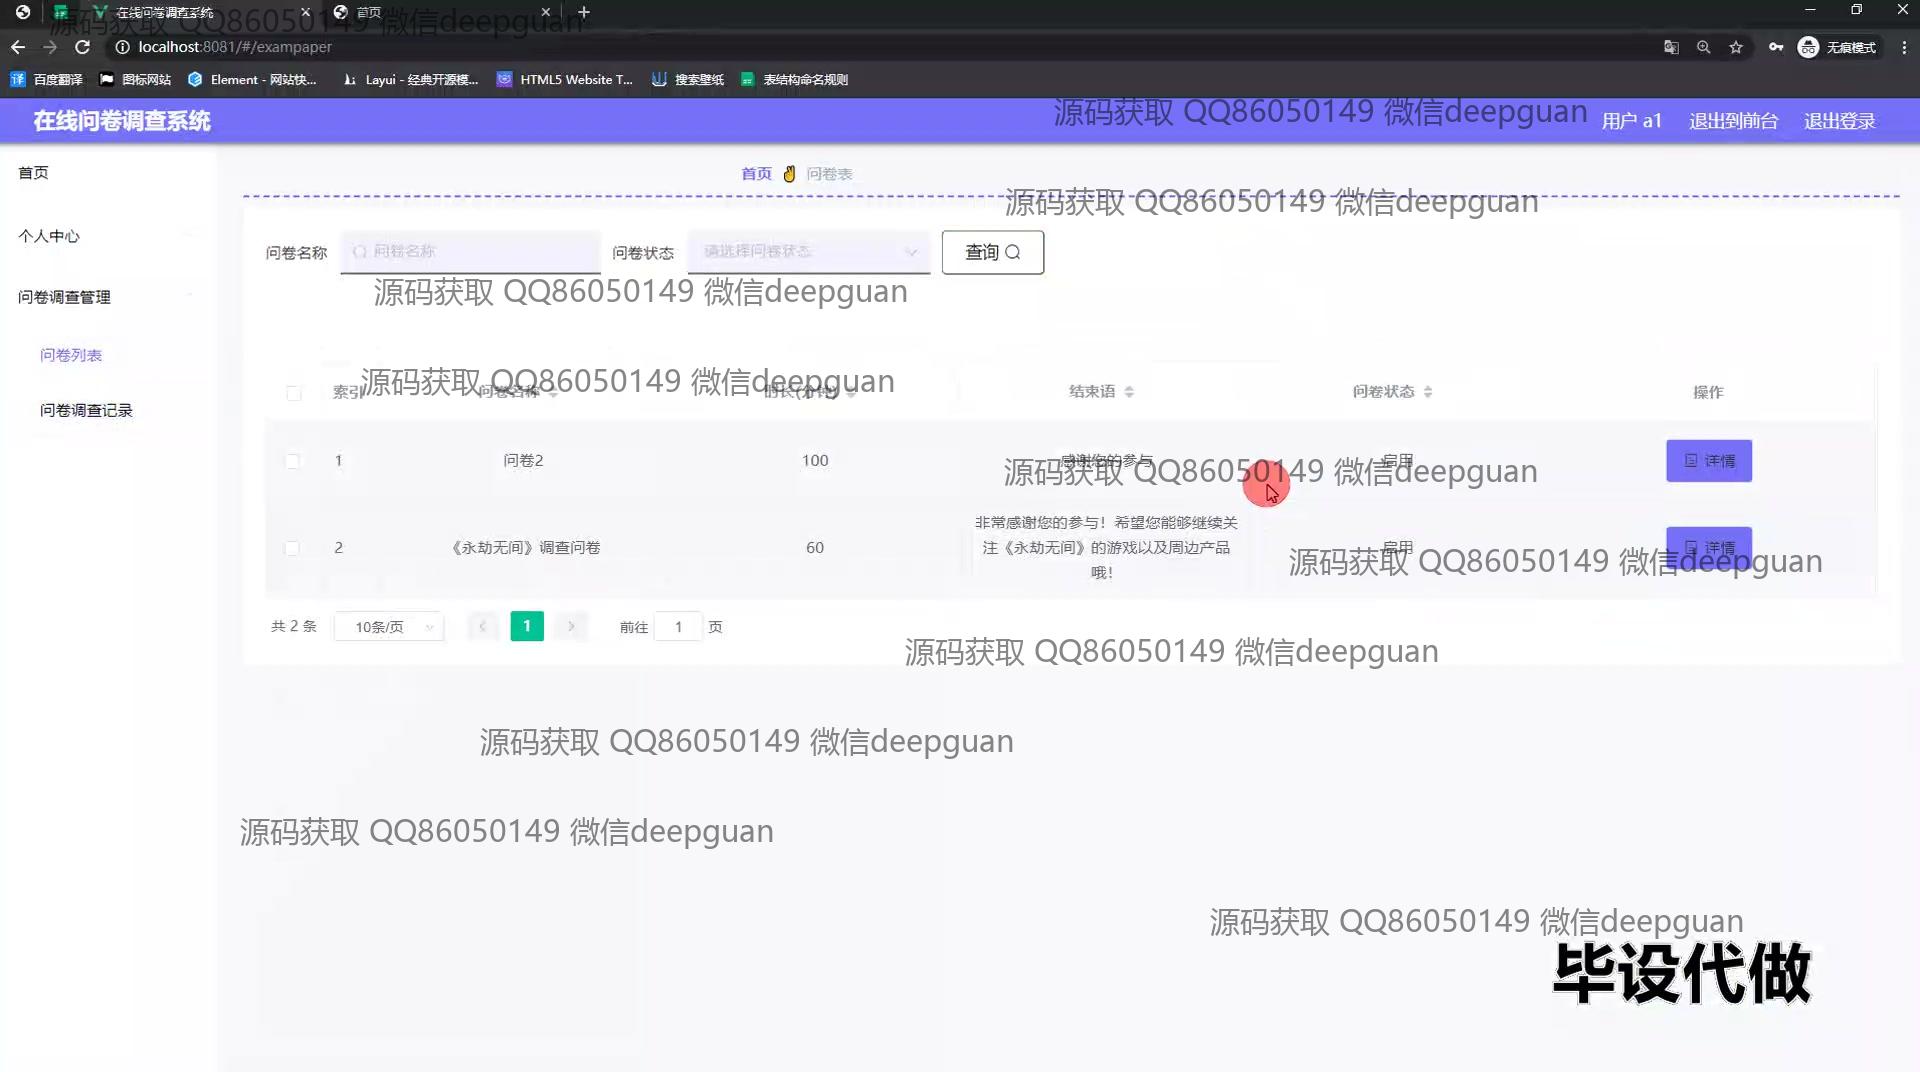 在线问卷调查系统
首页
源码获取 QQ86050149 微信deepguan
localhost:8081/#/exampaper
无痕模式
百度翻译
图标网站
Element - 网站快...
Layui - 经典开源模...
HTML5 Website T...
搜索壁纸
表结构命名规则
在线问卷调查系统
源码获取 QQ86050149 微信deepguan
用户 a1
退出到前台
退出登录
首页
首页
问卷表
源码获取 QQ86050149 微信deepguan
个人中心
问卷名称
问卷名称
问卷状态
请选择问卷状态
查询
源码获取 QQ86050149 微信deepguan
问卷调查管理
问卷列表
问卷调查记录
源码获取 QQ86050149 微信deepguan
索引
问卷名称
时长(分钟)
结束语
问卷状态
操作
1
问卷2
100
感谢您的参与
启用
详情
源码获取 QQ86050149 微信deepguan
2
《永劫无间》调查问卷
60
非常感谢您的参与！希望您能够继续关
注《永劫无间》的游戏以及周边产品
哦！
启用
详情
源码获取 QQ86050149 微信deepguan
共 2 条
10条/页
1
前往
1
页
源码获取 QQ86050149 微信deepguan
源码获取 QQ86050149 微信deepguan
源码获取 QQ86050149 微信deepguan
源码获取 QQ86050149 微信deepguan
毕设代做